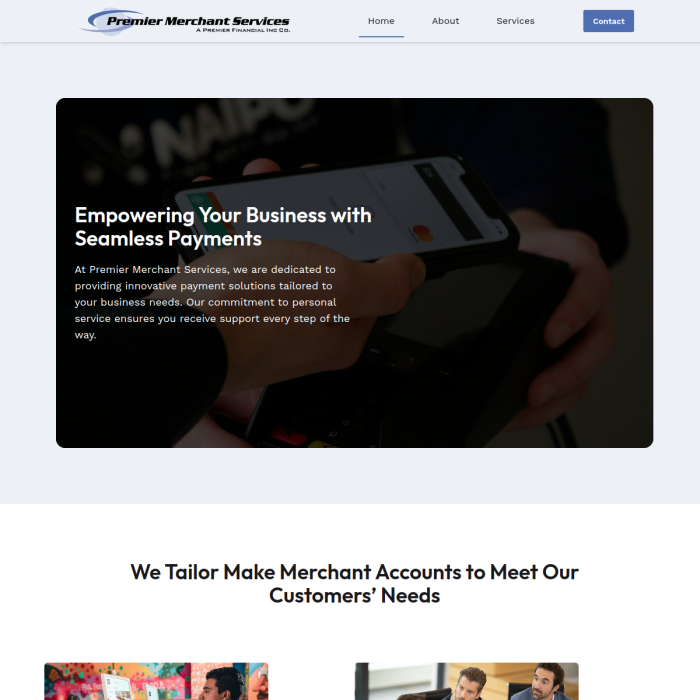 Premier Merchant Services
A Premier Financial Inc Co.
Home
About
Services
Contact
NAIPO
Empowering Your Business with
Seamless Payments
At Premier Merchant Services, we are dedicated to
providing innovative payment solutions tailored to
your business needs. Our commitment to personal
service ensures you receive support every step of the
way.
We Tailor Make Merchant Accounts to Meet Our
Customers’ Needs